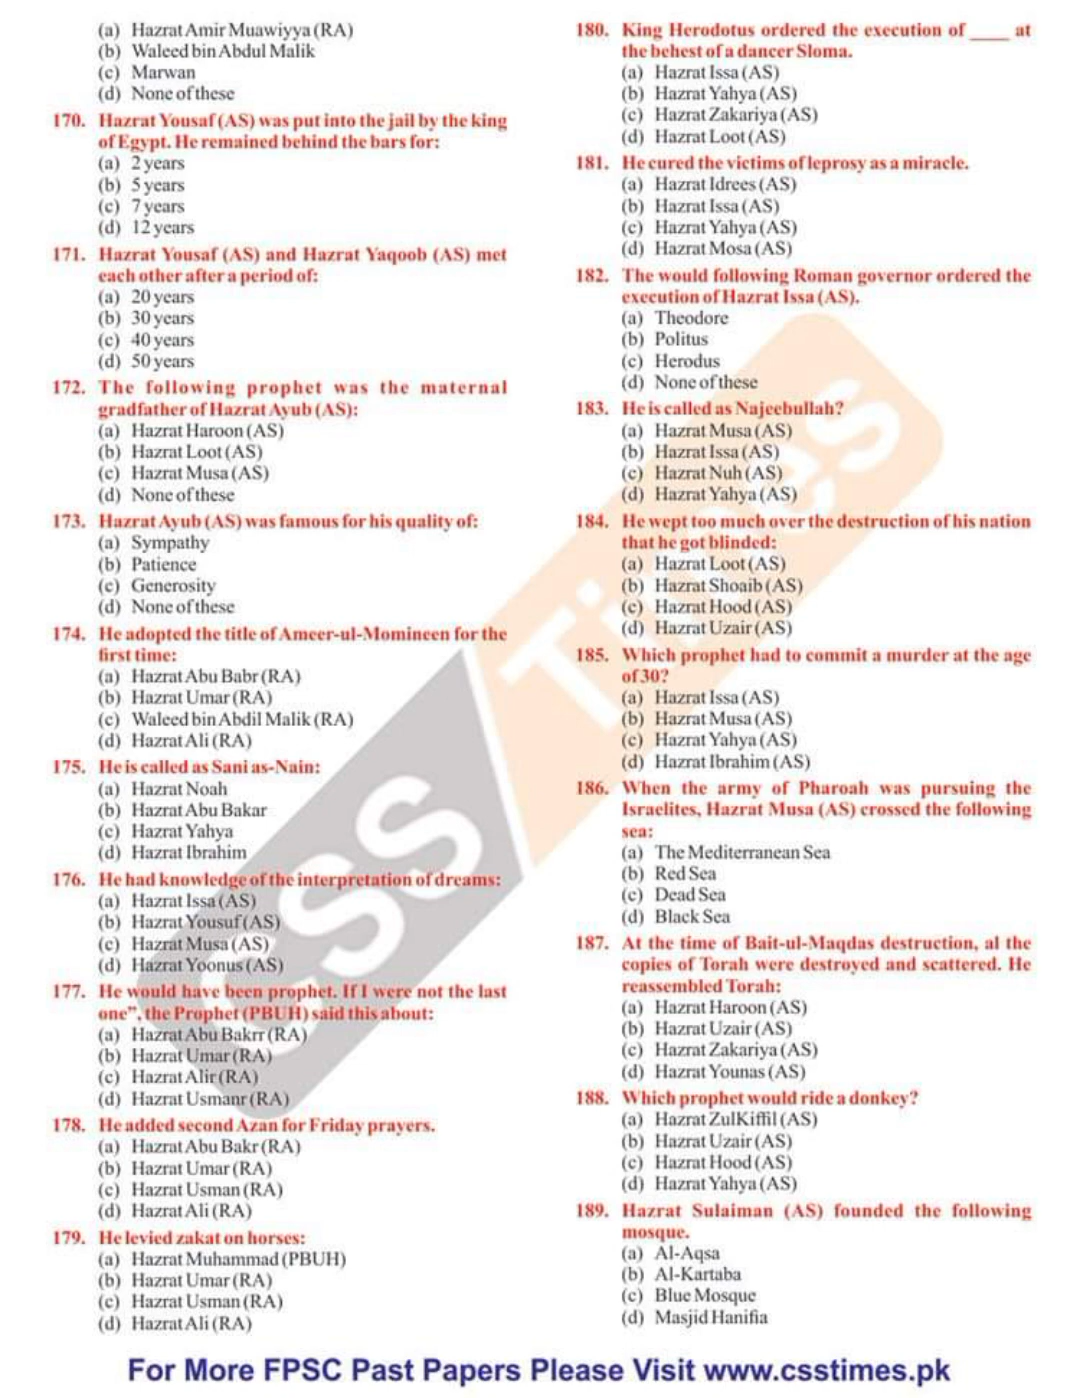 (a) Hazrat Amir Muawiyya (RA)
(b) Waleed bin Abdul Malik
(c) Marwan
(d) None of these
170. Hazrat Yousaf (AS) was put into the jail by the king
of Egypt. He remained behind the bars for:
(a) 2 years
(b) 5 years
(c) 7 years
(d) 12 years
171. Hazrat Yousaf (AS) and Hazrat Yaqoob (AS) met
each other after a period of:
(a) 20 years
(b) 30 years
(c) 40 years
(d) 50 years
172. The following prophet was the maternal
gradfather of Hazrat Ayub (AS):
(a) Hazrat Haroon (AS)
(b) Hazrat Loot (AS)
(c) Hazrat Musa (AS)
(d) None of these
173. Hazrat Ayub (AS) was famous for his quality of:
(a) Sympathy
(b) Patience
(c) Generosity
(d) None of these
174. He adopted the title of Ameer-ul-Momineen for the
first time:
(a) Hazrat Abu Babr (RA)
(b) Hazrat Umar (RA)
(c) Waleed bin Abdil Malik (RA)
(d) Hazrat Ali (RA)
175. He is called as Sani as-Nain:
(a) Hazrat Noah
(b) Hazrat Abu Bakar
(c) Hazrat Yahya
(d) Hazrat Ibrahim
176. He had knowledge of the interpretation of dreams:
(a) Hazrat Issa (AS)
(b) Hazrat Yousuf (AS)
(c) Hazrat Musa (AS)
(d) Hazrat Yoonus (AS)
177. He would have been prophet. If I were not the last
one", the Prophet (PBUH) said this about:
(a) Hazrat Abu Bakrr (RA)
(b) Hazrat Umar (RA)
(c) Hazrat Alir (RA)
(d) Hazrat Usmanr (RA)
178. He added second Azan for Friday prayers.
(a) Hazrat Abu Bakr (RA)
(b) Hazrat Umar (RA)
(c) Hazrat Usman (RA)
(d) Hazrat Ali (RA)
179. He levied zakat on horses:
(a) Hazrat Muhammad (PBUH)
(b) Hazrat Umar (RA)
(c) Hazrat Usman (RA)
(d) Hazrat Ali (RA)
180. King Herodotus ordered the execution of ____ at
the behest of a dancer Sloma.
(a) Hazrat Issa (AS)
(b) Hazrat Yahya (AS)
(c) Hazrat Zakariya (AS)
(d) Hazrat Loot (AS)
181. He cured the victims of leprosy as a miracle.
(a) Hazrat Idrees (AS)
(b) Hazrat Issa (AS)
(c) Hazrat Yahya (AS)
(d) Hazrat Mosa (AS)
182. The would following Roman governor ordered the
execution of Hazrat Issa (AS).
(a) Theodore
(b) Politus
(c) Herodus
(d) None of these
183. He is called as Najeebullah?
(a) Hazrat Musa (AS)
(b) Hazrat Issa (AS)
(c) Hazrat Nuh (AS)
(d) Hazrat Yahya (AS)
184. He wept too much over the destruction of his nation
that he got blinded:
(a) Hazrat Loot (AS)
(b) Hazrat Shoaib (AS)
(c) Hazrat Hood (AS)
(d) Hazrat Uzair (AS)
185. Which prophet had to commit a murder at the age
of 30?
(a) Hazrat Issa (AS)
(b) Hazrat Musa (AS)
(c) Hazrat Yahya (AS)
(d) Hazrat Ibrahim (AS)
186. When the army of Pharoah was pursuing the
Israelites, Hazrat Musa (AS) crossed the following
sea:
(a) The Mediterranean Sea
(b) Red Sea
(c) Dead Sea
(d) Black Sea
187. At the time of Bait-ul-Maqdas destruction, al the
copies of Torah were destroyed and scattered. He
reassembled Torah:
(a) Hazrat Haroon (AS)
(b) Hazrat Uzair (AS)
(c) Hazrat Zakariya (AS)
(d) Hazrat Younas (AS)
188. Which prophet would ride a donkey?
(a) Hazrat ZulKiffil (AS)
(b) Hazrat Uzair (AS)
(c) Hazrat Hood (AS)
(d) Hazrat Yahya (AS)
189. Hazrat Sulaiman (AS) founded the following
mosque.
(a) Al-Aqsa
(b) Al-Kartaba
(c) Blue Mosque
(d) Masjid Hanifia
CSS Times
For More FPSC Past Papers Please Visit www.csstimes.pk